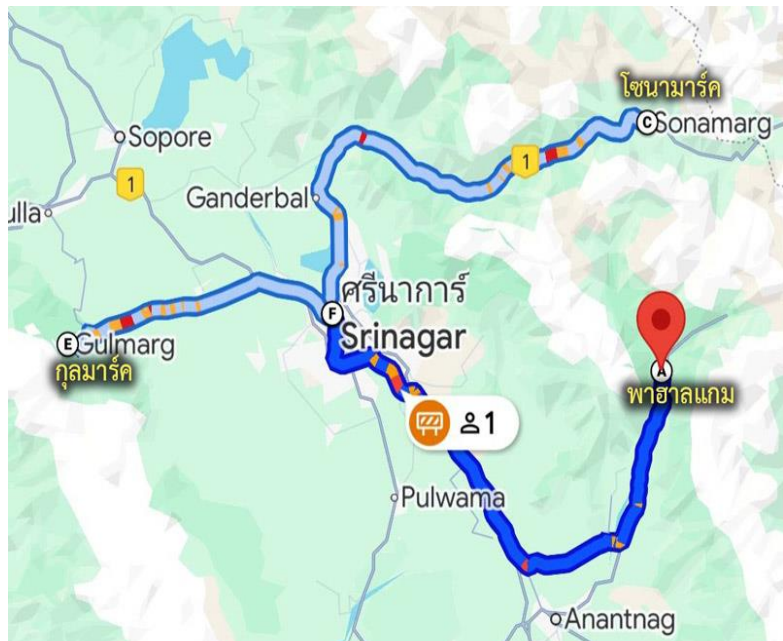 โซนามาร์ค
C
Sonamarg
Sopore
1
1
ulla
Ganderbal
ศรีนาการ์
F
Srinagar
E
Gulmarg
กุลมาร์ค
A
พาฮาลแกม
1
Pulwama
Anantnag